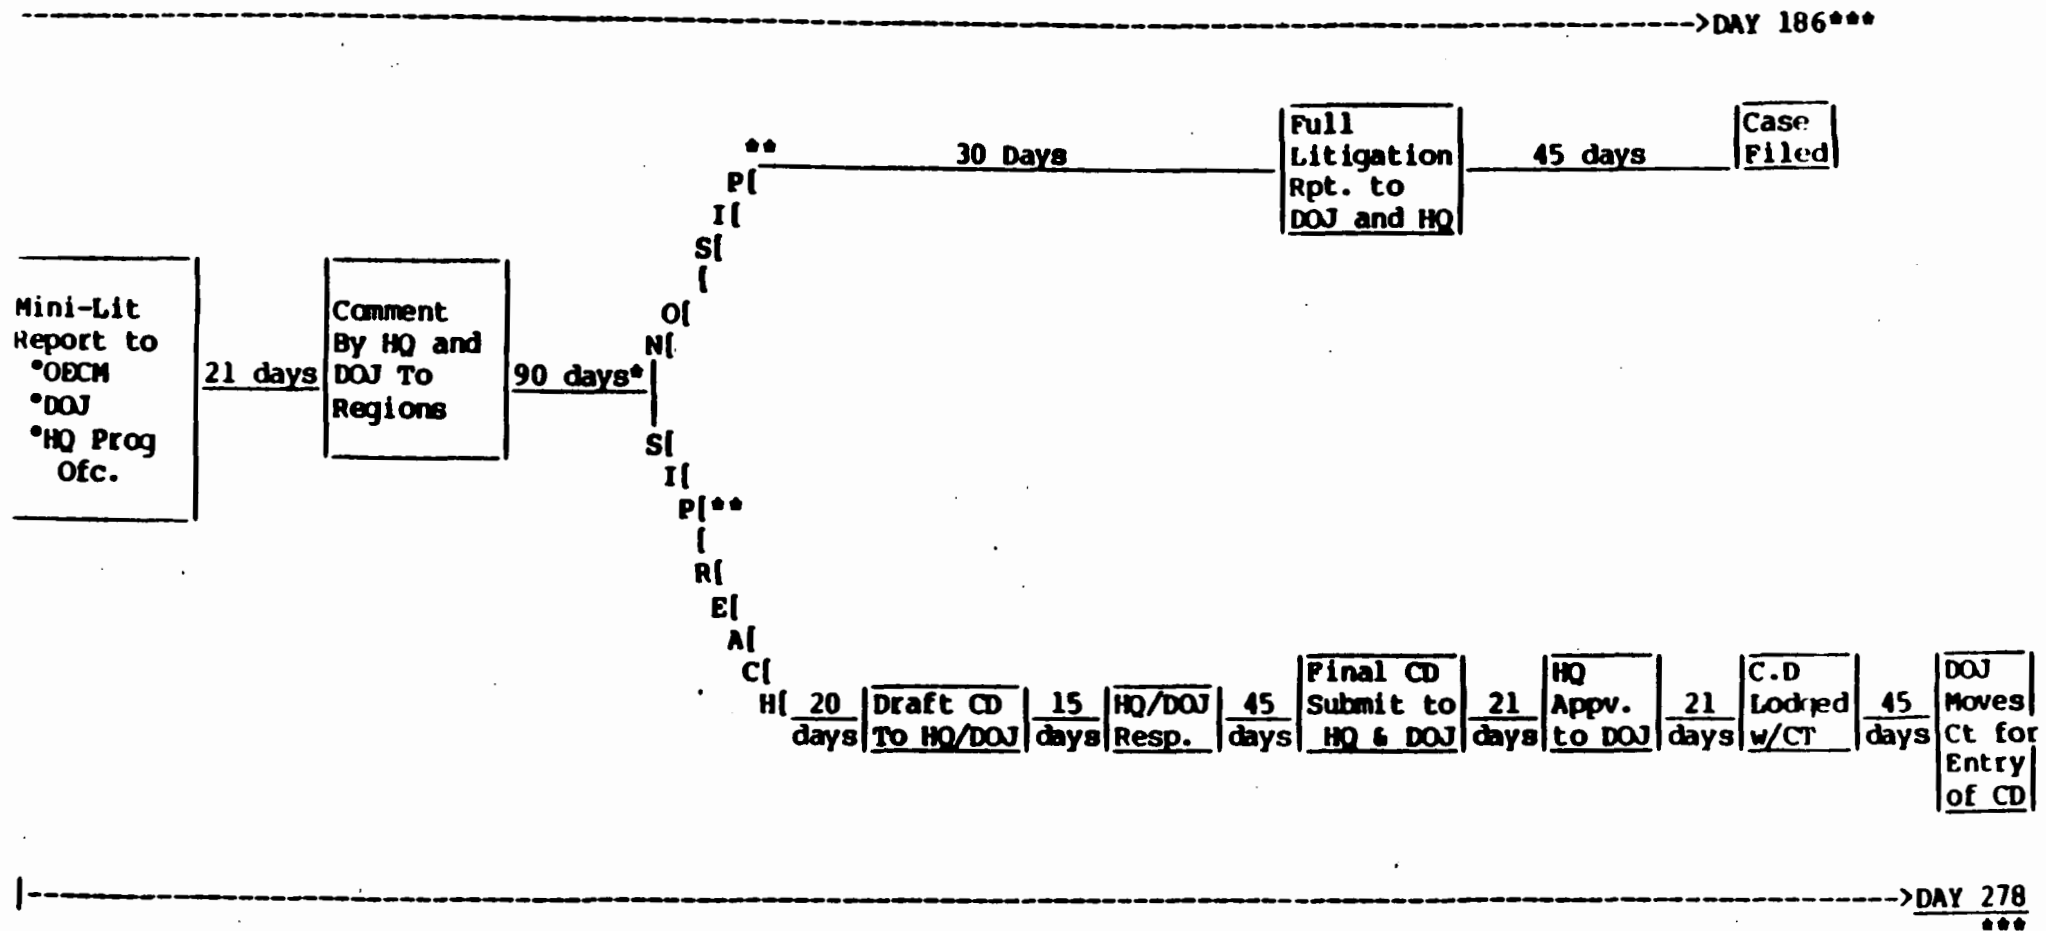 -------------------->DAY 186***
**
P[
I[
S[
[
O[
N[
30 Days
Full
Litigation
Rpt. to
DOJ and HQ
45 days
Case
Filed
Mini-Lit
Report to
•OECM
•DOJ
•HQ Prog
Ofc.
21 days
Comment
By HQ and
DOJ To
Regions
90 days*
S[
I[
P[**
[
R[
E[
A[
C[
H[
20
days
Draft CD
To HQ/DOJ
15
days
HQ/DOJ
Resp.
45
days
Final CD
Submit to
HQ & DOJ
21
days
HQ
Appv.
to DOJ
21
days
C.D
Lodged
w/CT
45
days
DOJ
Moves
Ct for
Entry
of CD
|-------------------->DAY 278
***